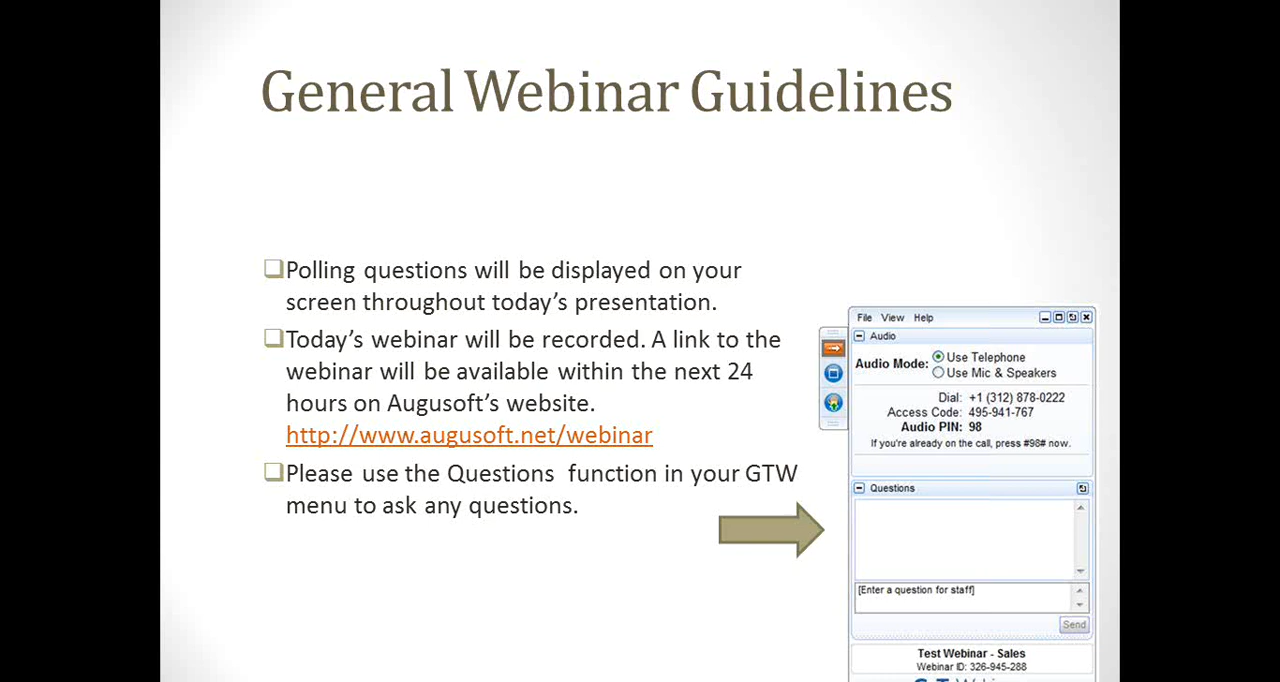 General Webinar Guidelines
Polling questions will be displayed on your
screen throughout today's presentation.
Today's webinar will be recorded. A link to the
webinar will be available within the next 24
hours on Augusoft's website.
http://www.augusoft.net/webinar
Please use the Questions function in your GTW
menu to ask any questions.
File View Help
Audio
Audio Mode: Use Telephone
Use Mic & Speakers
Dial: +1 (312) 878-0222
Access Code: 495-941-767
Audio PIN: 98
If you're already on the call, press #98# now.
Questions
[Enter a question for staff]
Send
Test Webinar - Sales
Webinar ID: 326-945-288